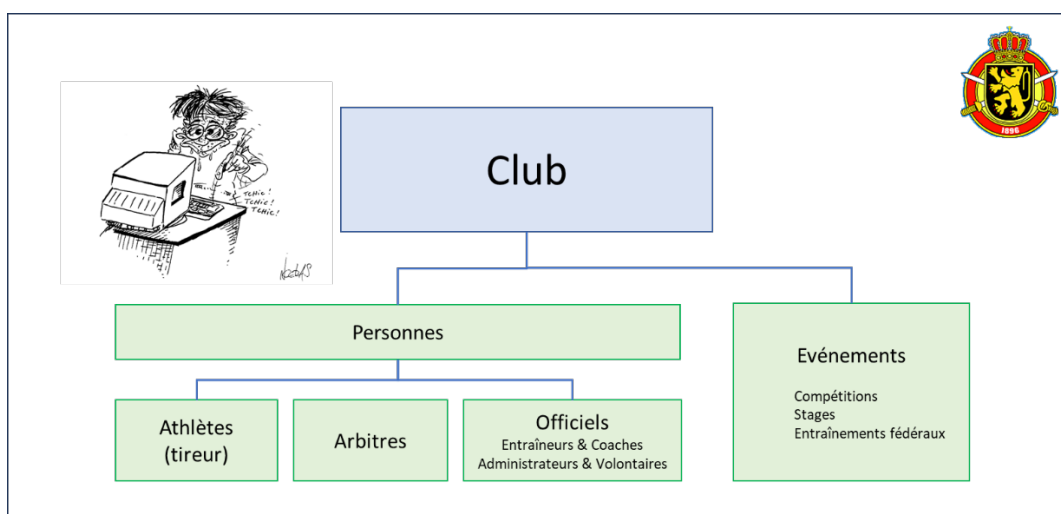 Club
1896
TCHIC!
TCHIC!
TCHIC!
Personnes
Evénements
Compétitions
Stages
Entraînements fédéraux
Athlètes
(tireur)
Arbitres
Officiels
Entraîneurs & Coaches
Administrateurs & Volontaires